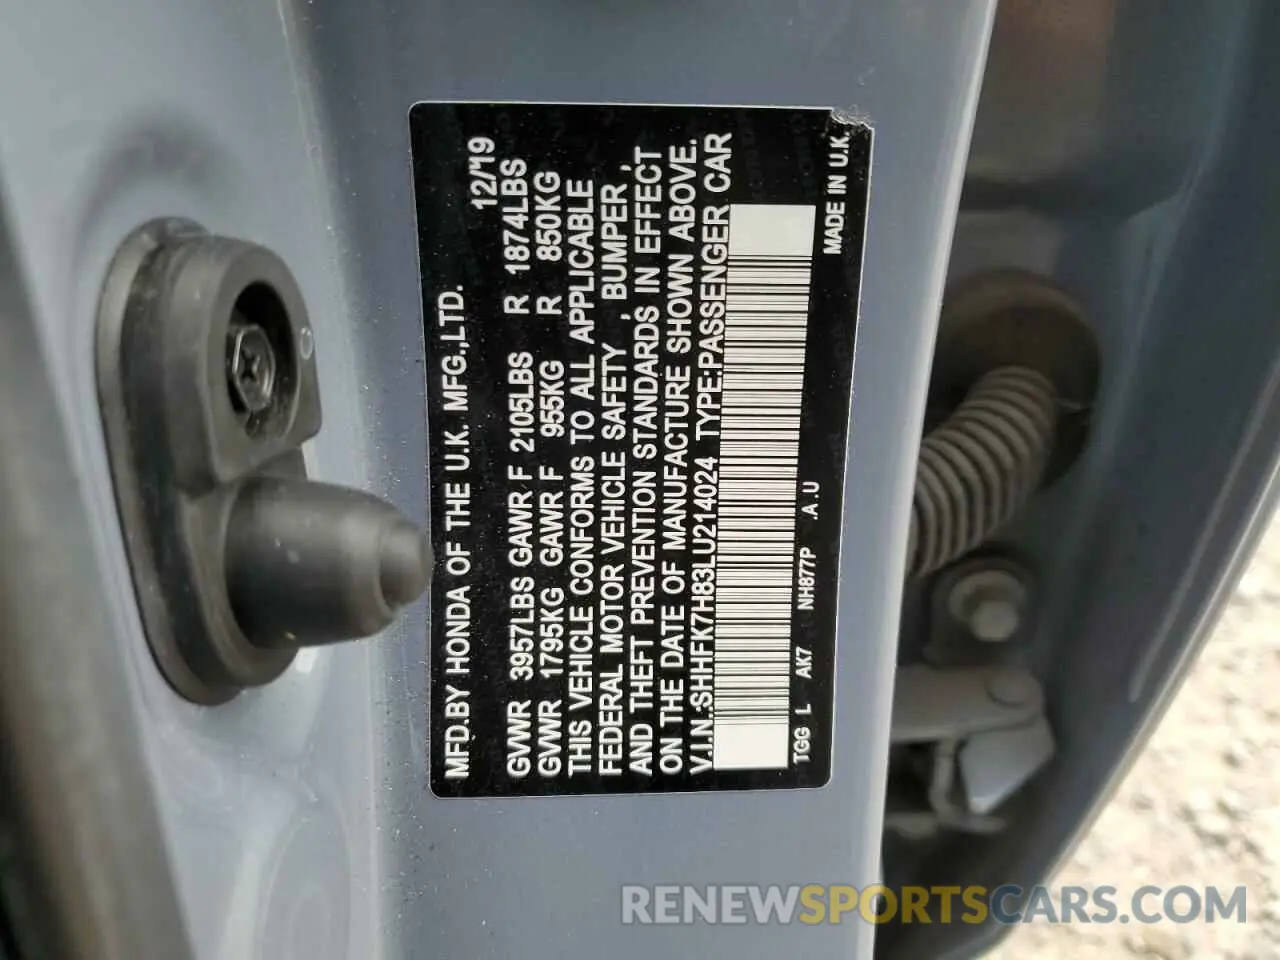 MFD.BY HONDA OF THE U.K. MFG.,LTD. 12/19
GVWR 3957LBS GAWR F 2105LBS R 1874LBS
GVWR 1795KG GAWR F 955KG R 850KG
THIS VEHICLE CONFORMS TO ALL APPLICABLE
FEDERAL MOTOR VEHICLE SAFETY , BUMPER ,
AND THEFT PREVENTION STANDARDS IN EFFECT
ON THE DATE OF MANUFACTURE SHOWN ABOVE.
V.I.N.:SHHFK7H83LU214024 TYPE:PASSENGER CAR
TGG L AK7 NH877P .A.U
MADE IN U.K.
RENEWSPORTSCARS.COM